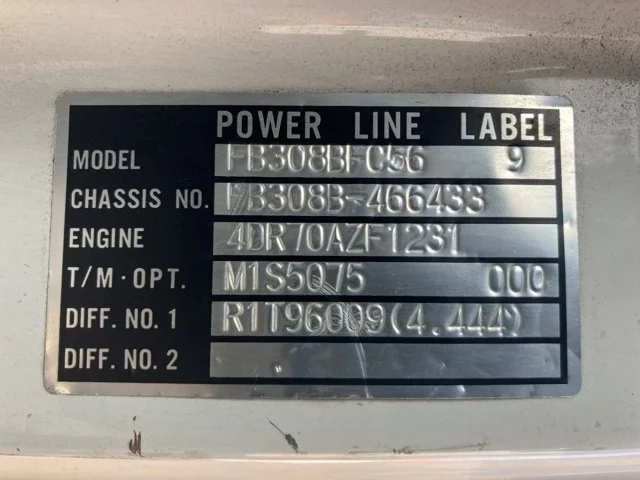 POWER LINE LABEL
MODEL FB308BFC56 9
CHASSIS NO. FB308B-466433
ENGINE 4DR70AZF1231
T/M·OPT. M1S5Q75 000
DIFF. NO. 1 R1T96009(4.444)
DIFF. NO. 2